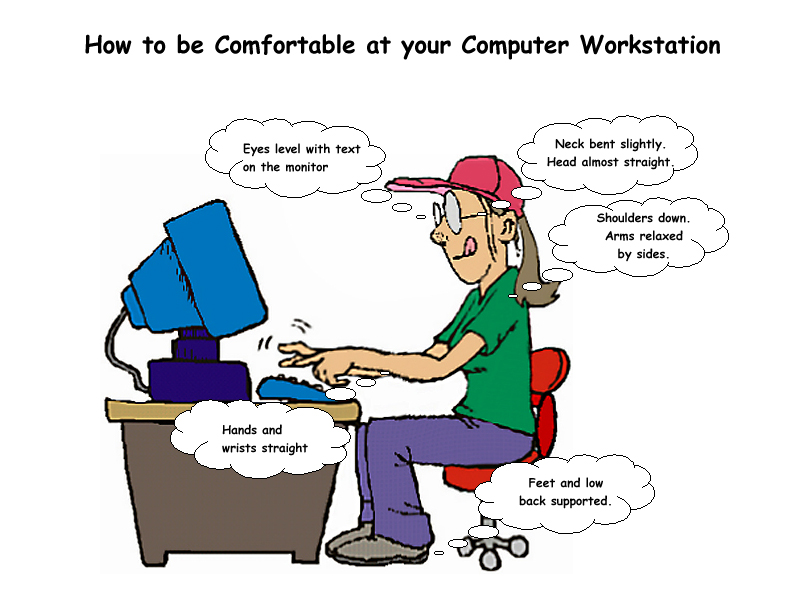 How to be Comfortable at your Computer Workstation
Eyes level with text
on the monitor
Neck bent slightly.
Head almost straight.
Shoulders down.
Arms relaxed
by sides.
Hands and
wrists straight
Feet and low
back supported.